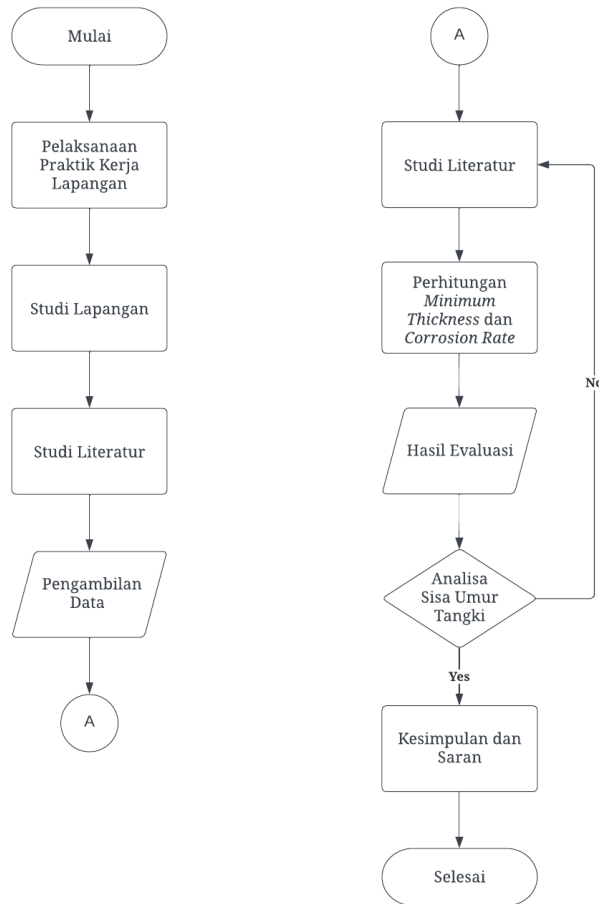 Mulai
Pelaksanaan
Praktik Kerja
Lapangan
Studi Lapangan
Studi Literatur
Pengambilan
Data
A
A
Studi Literatur
Perhitungan
Minimum
Thickness dan
Corrosion Rate
Hasil Evaluasi
Analisa
Sisa Umur
Tangki
No
Yes
Kesimpulan dan
Saran
Selesai